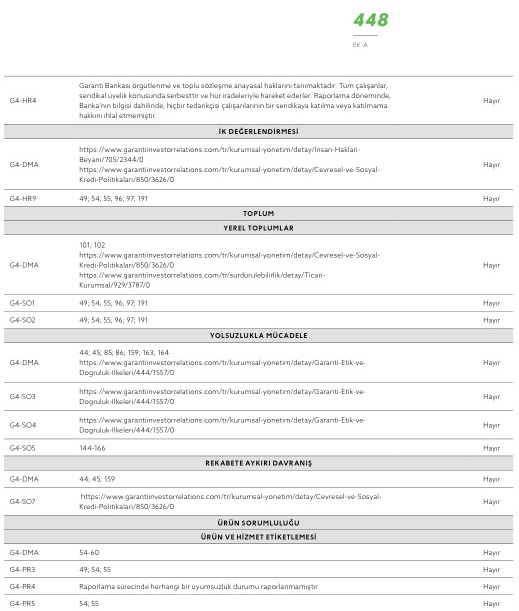 448
EK A
Garanti Bankası örgütlenme ve toplu sözleşme anayasal haklarını tanımaktadır. Tüm çalışanlar,
sendikal üyelik konusunda serbesttir ve hür iradeleriyle hareket ederler. Raporlama döneminde,
G4-HR4 Banka'nın bilgisi dahilinde, hiçbir tedarikçisi çalışanlarının bir sendikaya katılma veya katılmama Hayır
hakkını ihlal etmemiştir.
İK DEĞERLENDİRMESİ
https://www.garantiinvestorrelations.com/tr/kurumsal-yonetim/detay/Insan-Haklari-
Beyani/705/2344/0
G4-DMA Hayır
https://www.garantiinvestorrelations.com/tr/kurumsal-yonetim/detay/Cevresel-ve-Sosyal-
Kredi-Politikalari/850/3626/0
G4-HR9 49; 54; 55; 96; 97; 191 Hayır
TOPLUM
YEREL TOPLUMLAR
101; 102
https://www.garantiinvestorrelations.com/tr/kurumsal-yonetim/detay/Cevresel-ve-Sosyal-
G4-DMA Kredi-Politikalari/850/3626/0 Hayır
https://www.garantiinvestorrelations.com/tr/surdurulebilirlik/detay/Ticari-
Kurumsal/929/3787/0
G4-SO1 49; 54; 55; 96; 97; 191 Hayır
G4-SO2 49; 54; 55; 96; 97; 191 Hayır
YOLSUZLUKLA MÜCADELE
44; 45; 85; 86; 159; 163; 164
G4-DMA https://www.garantiinvestorrelations.com/tr/kurumsal-yonetim/detay/Garanti-Etik-ve- Hayır
Dogruluk-Ilkeleri/444/1557/0
G4-SO3 https://www.garantiinvestorrelations.com/tr/kurumsal-yonetim/detay/Garanti-Etik-ve- Hayır
Dogruluk-Ilkeleri/444/1557/0
G4-SO4 https://www.garantiinvestorrelations.com/tr/kurumsal-yonetim/detay/Garanti-Etik-ve- Hayır
Dogruluk-Ilkeleri/444/1557/0
G4-SO5 144-166 Hayır
REKABETE AYKIRI DAVRANIŞ
G4-DMA 44; 45; 159 Hayır
G4-SO7 https://www.garantiinvestorrelations.com/tr/kurumsal-yonetim/detay/Cevresel-ve-Sosyal- Hayır
Kredi-Politikalari/850/3626/0
ÜRÜN SORUMLULUĞU
ÜRÜN VE HİZMET ETİKETLEMESİ
G4-DMA 54-60 Hayır
G4-PR3 49; 54; 55 Hayır
G4-PR4 Raporlama sürecinde herhangi bir uyumsuzluk durumu raporlanmamıştır. Hayır
G4-PR5 54; 55 Hayır